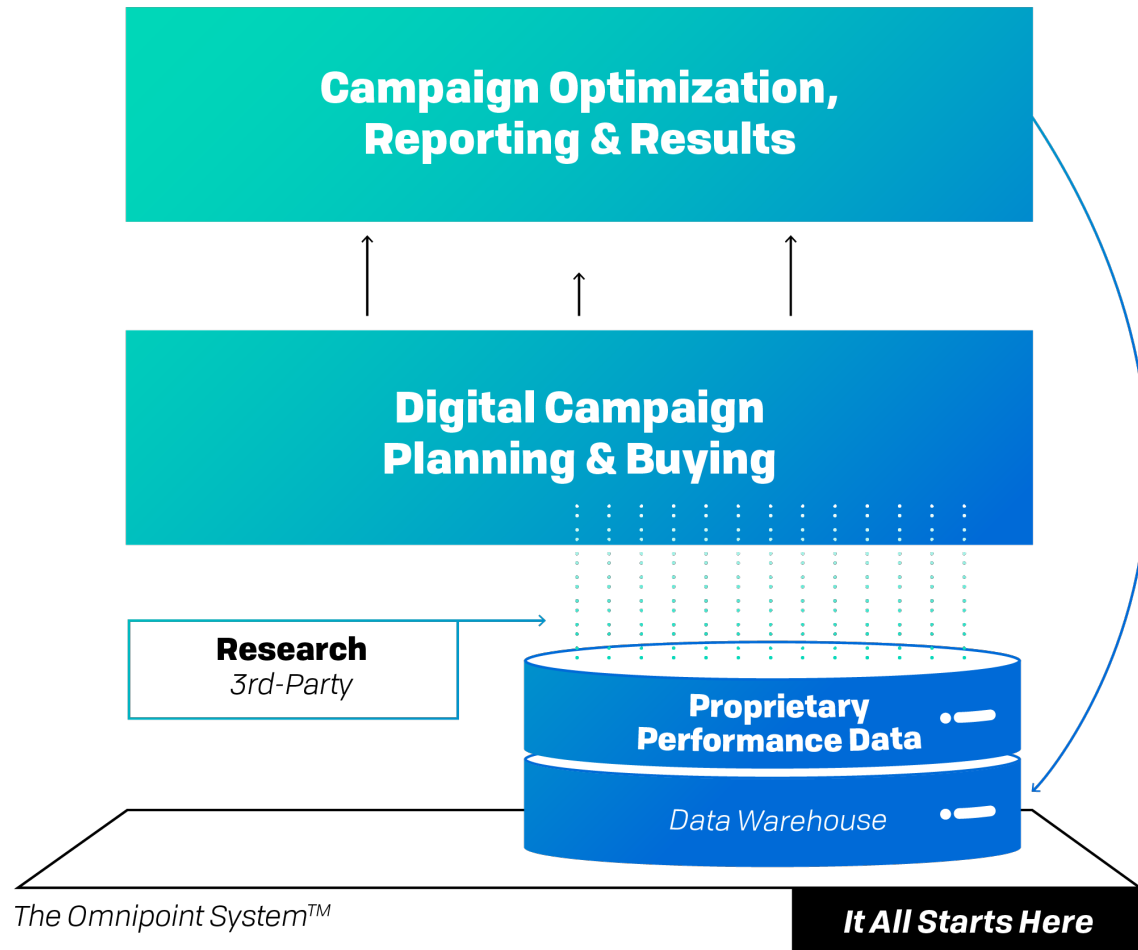 Campaign Optimization,
Reporting & Results
Digital Campaign
Planning & Buying
Research
3rd-Party
Proprietary
Performance Data
Data Warehouse
The Omnipoint System™
It All Starts Here